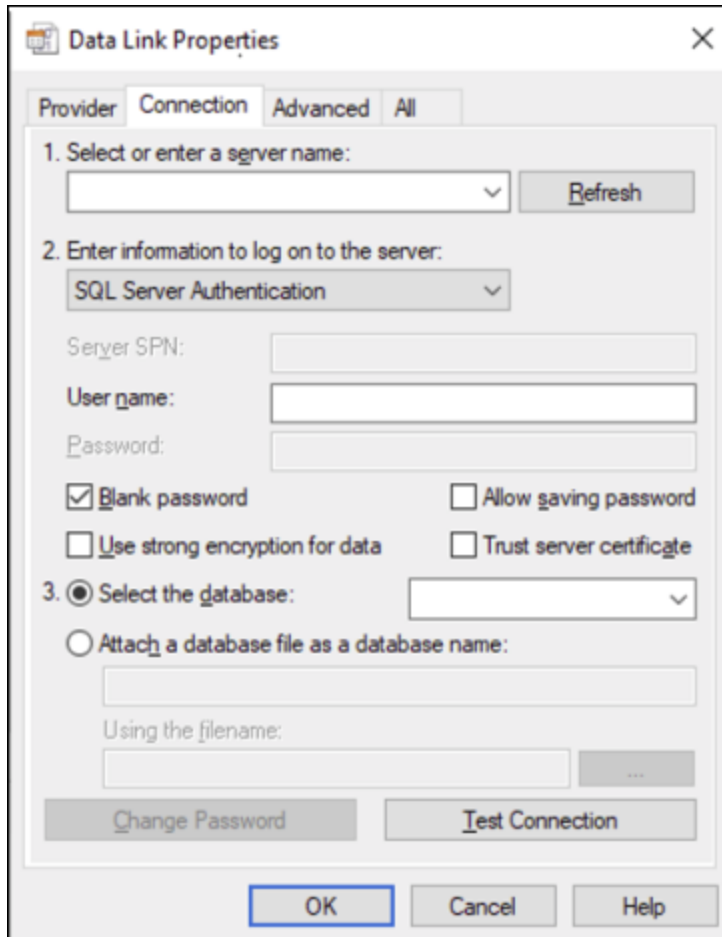 Data Link Properties
Provider Connection Advanced All
1. Select or enter a server name:
Refresh
2. Enter information to log on to the server:
SQL Server Authentication
Server SPN:
User name:
Password:
Blank password Allow saving password
Use strong encryption for data Trust server certificate
3. Select the database:
Attach a database file as a database name:
Using the filename:
...
Change Password Test Connection
OK Cancel Help